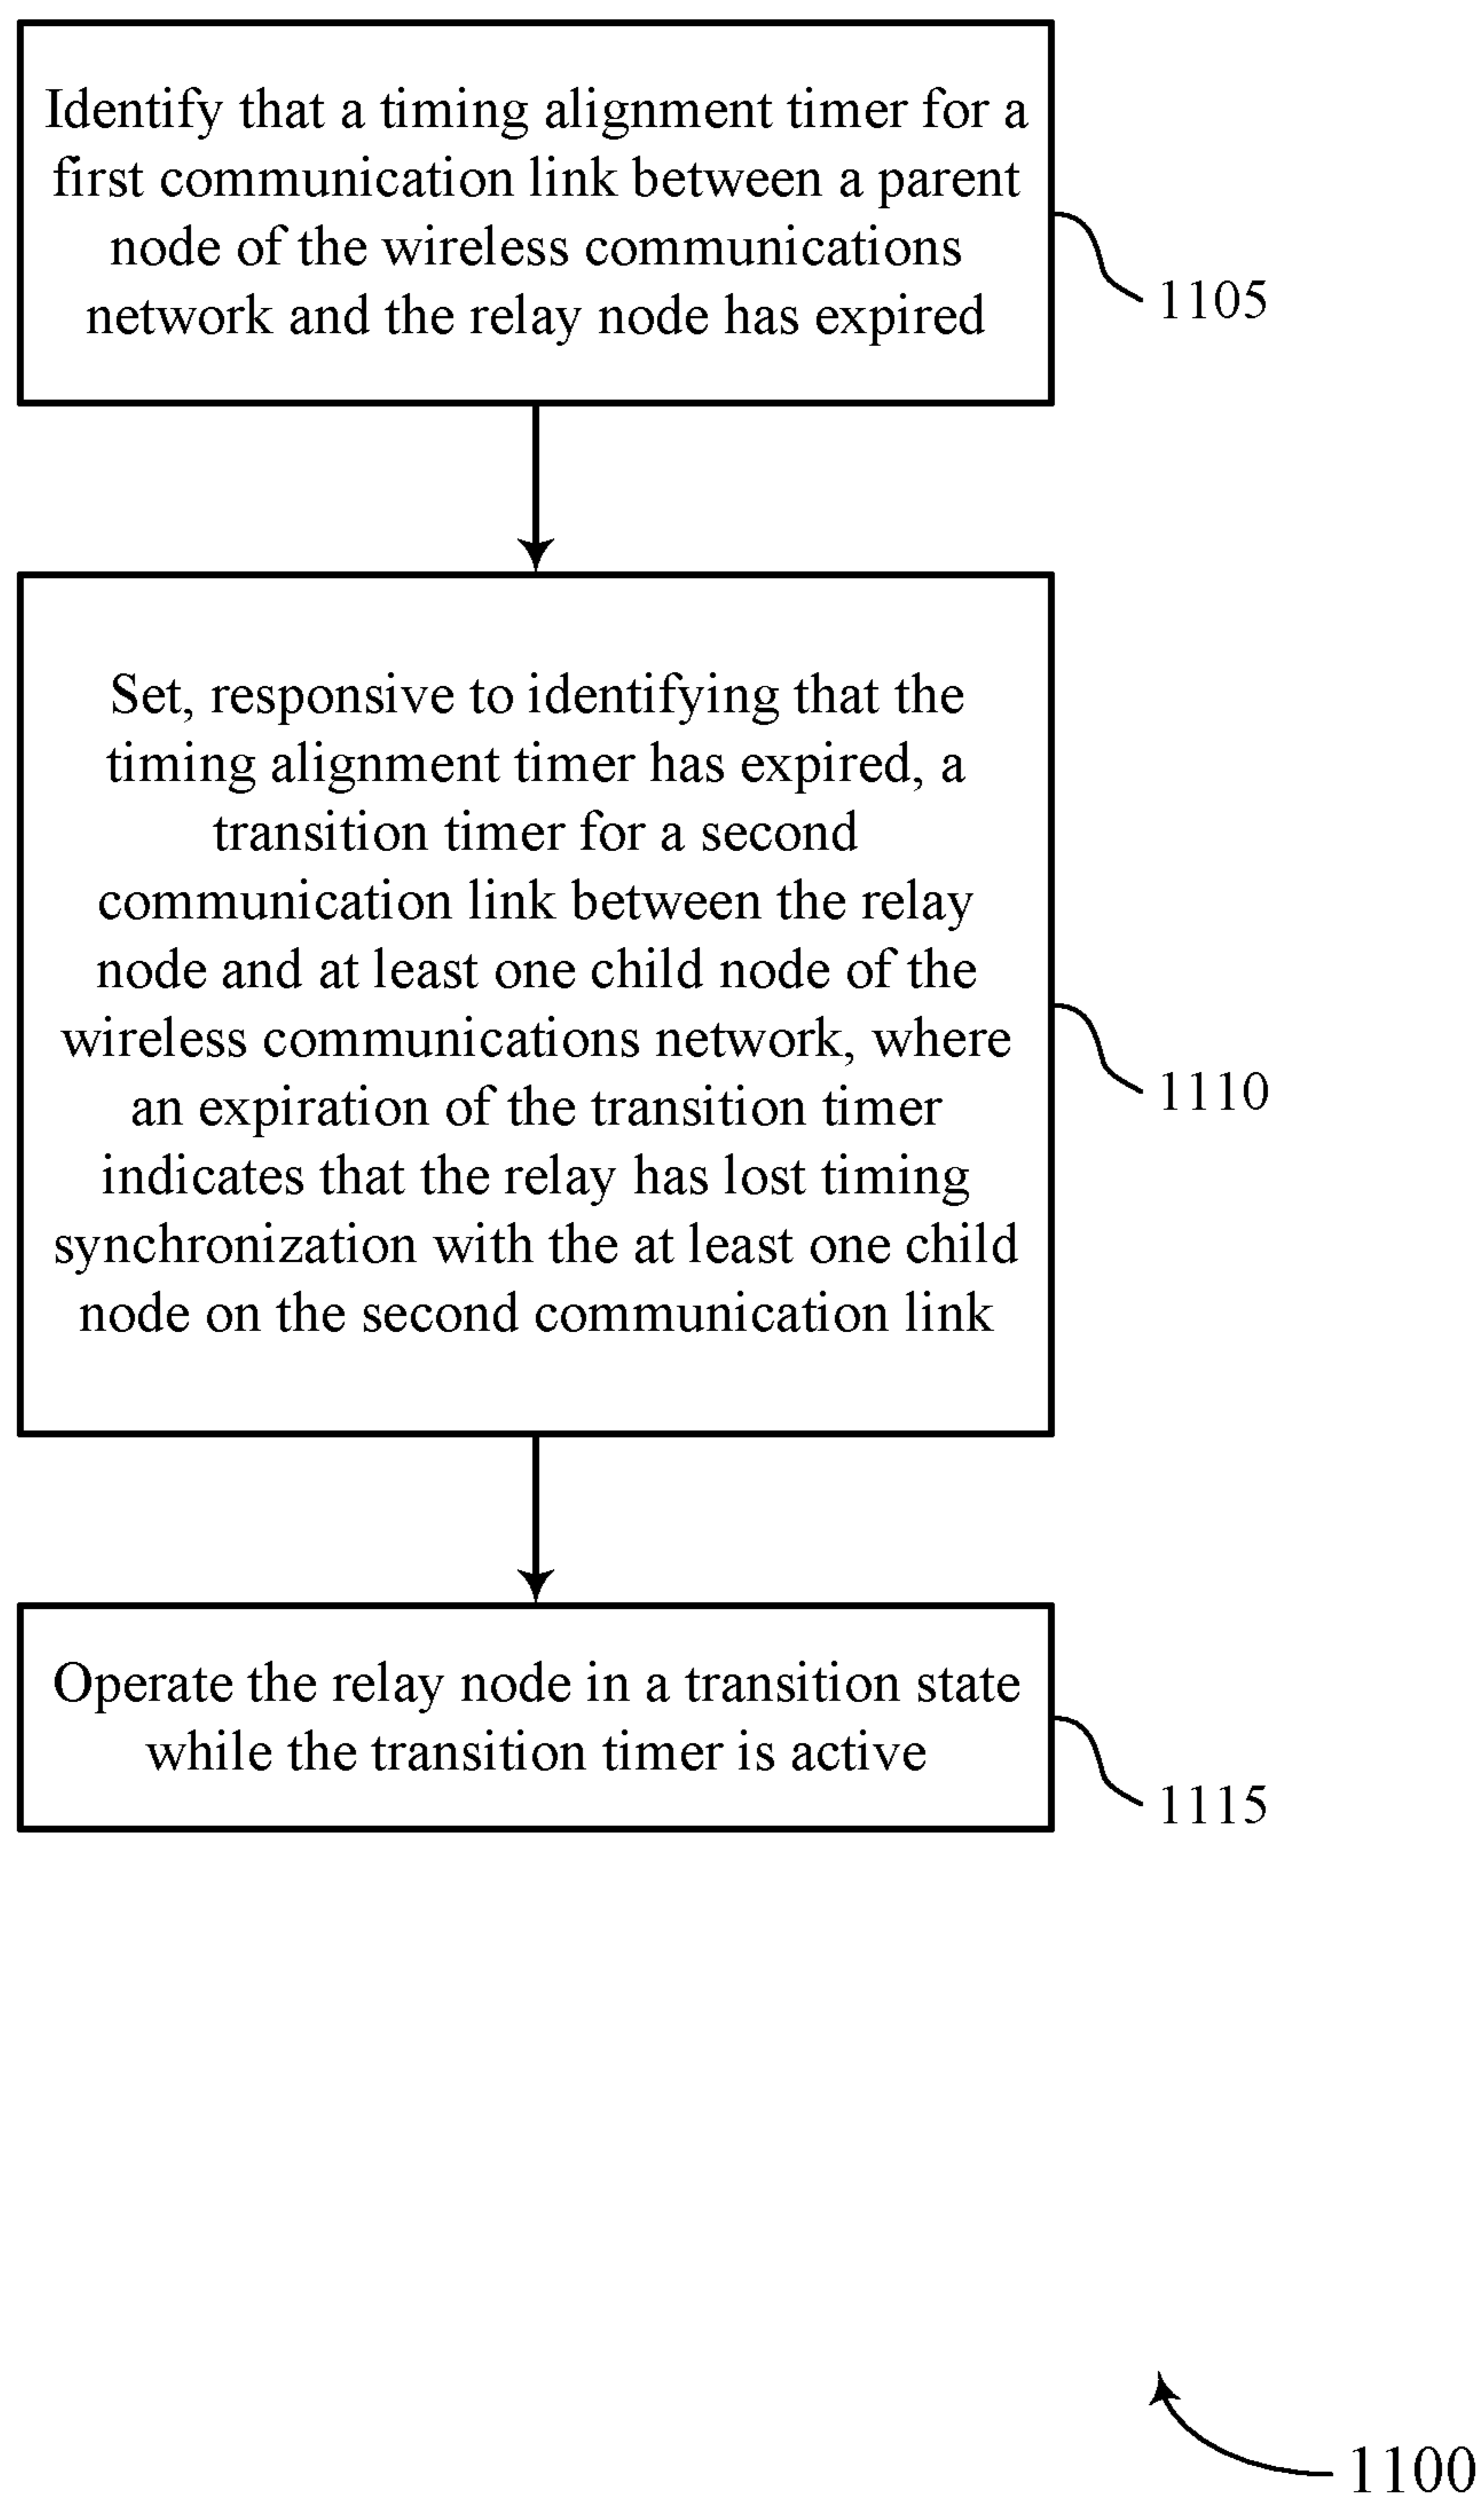 Identify that a timing alignment timer for a
first communication link between a parent
node of the wireless communications
network and the relay node has expired
1105
Set, responsive to identifying that the
timing alignment timer has expired, a
transition timer for a second
communication link between the relay
node and at least one child node of the
wireless communications network, where
an expiration of the transition timer
indicates that the relay has lost timing
synchronization with the at least one child
node on the second communication link
1110
Operate the relay node in a transition state
while the transition timer is active
1115
1100